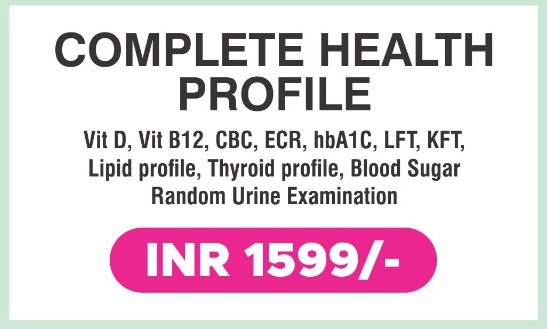 COMPLETE HEALTH
PROFILE
Vit D, Vit B12, CBC, ECR, hbA1C, LFT, KFT,
Lipid profile, Thyroid profile, Blood Sugar
Random Urine Examination
INR 1599/-